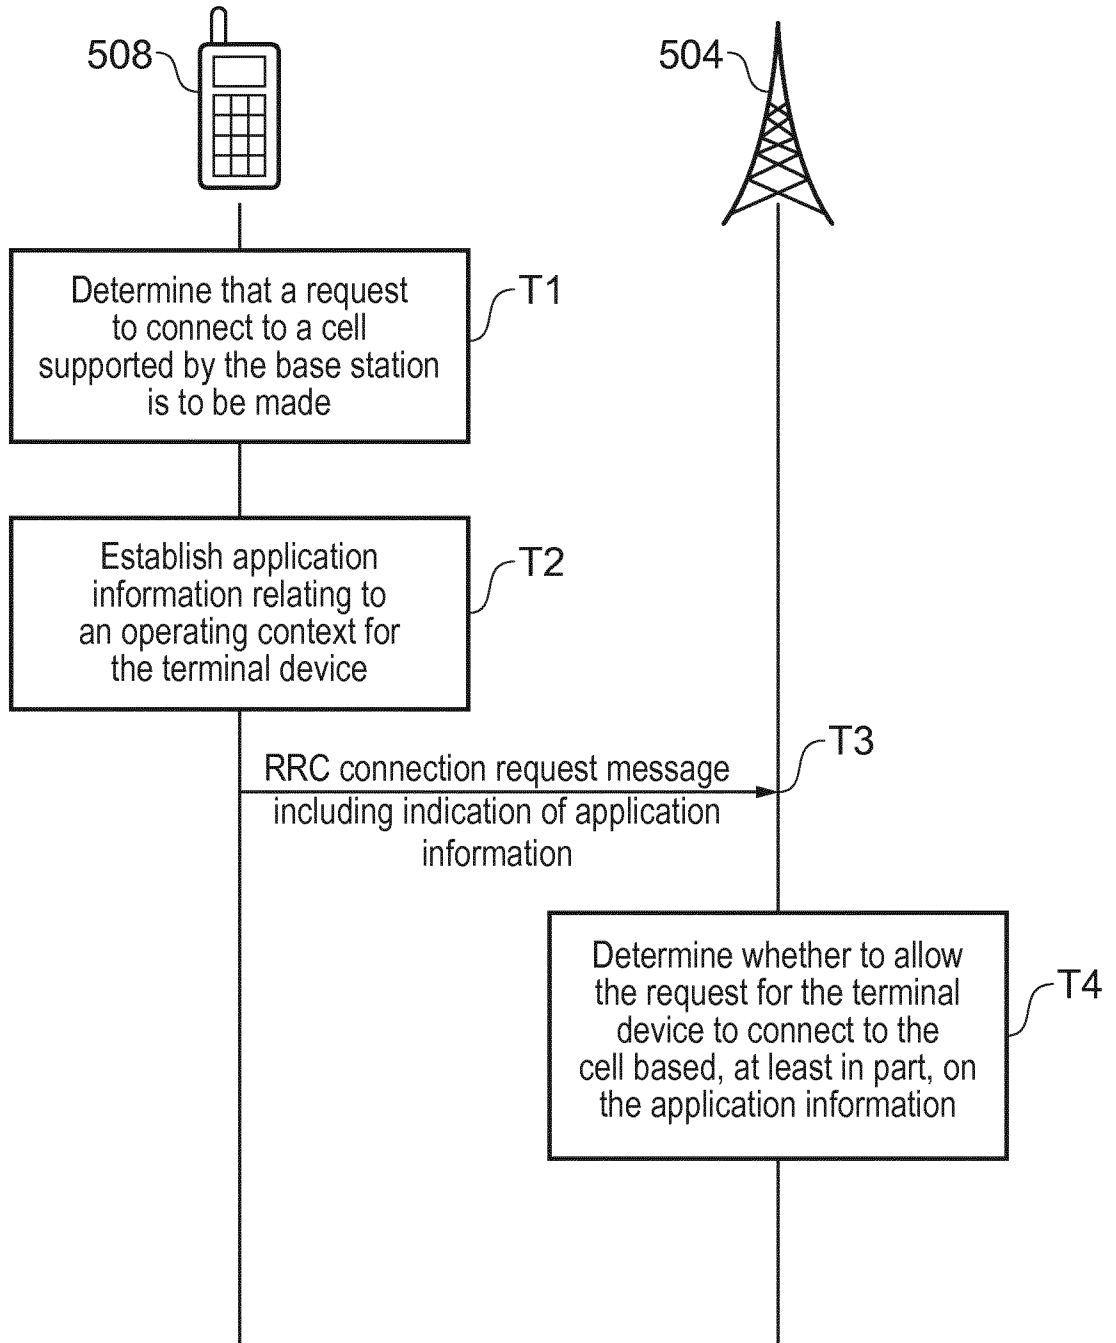 508
504
Determine that a request
to connect to a cell
supported by the base station
is to be made
T1
Establish application
information relating to
an operating context for
the terminal device
T2
T3
RRC connection request message
including indication of application
information
Determine whether to allow
the request for the terminal
device to connect to the
cell based, at least in part, on
the application information
T4